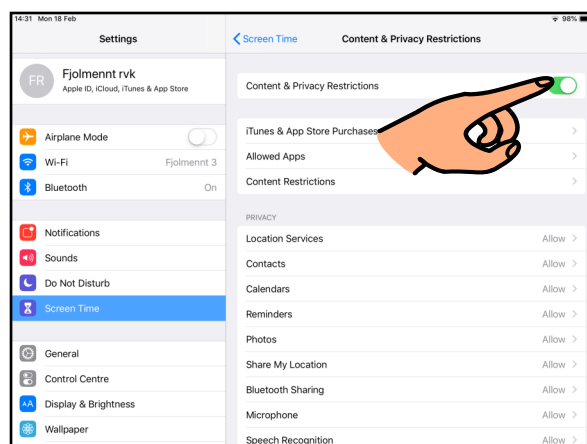 14:31 Mon 18 Feb
98%
Settings
FR
Fjolmennt rvk
Apple ID, iCloud, iTunes & App Store
Airplane Mode
Wi-Fi Fjolmennt 3
Bluetooth On
Notifications
Sounds
Do Not Disturb
Screen Time
General
Control Centre
AA Display & Brightness
Wallpaper
Screen Time Content & Privacy Restrictions
Content & Privacy Restrictions
iTunes & App Store Purchases
Allowed Apps
Content Restrictions
PRIVACY
Location Services Allow
Contacts Allow
Calendars Allow
Reminders Allow
Photos Allow
Share My Location Allow
Bluetooth Sharing Allow
Microphone Allow
Speech Recognition Allow